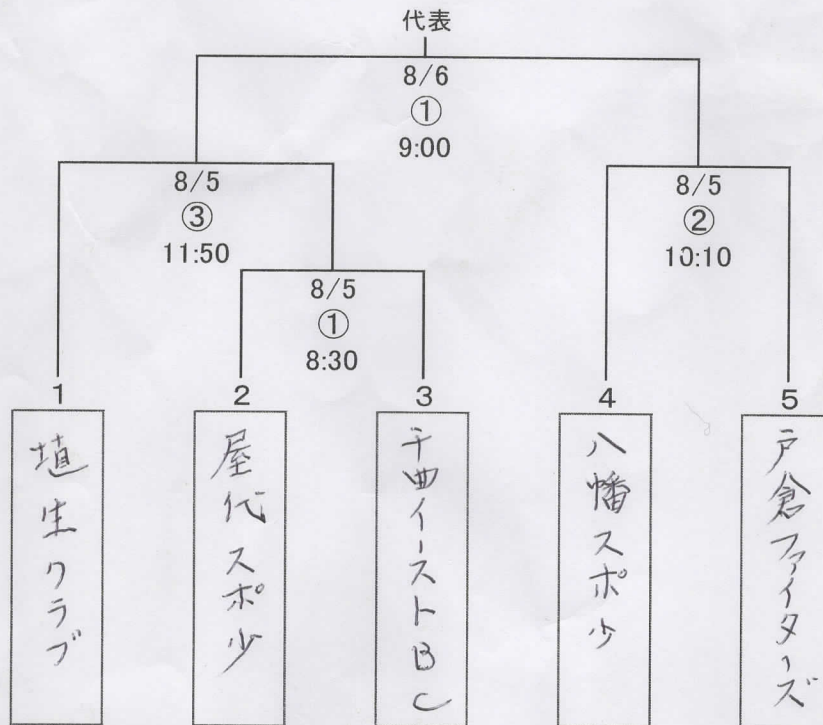 代表
8/6
①
9:00
8/5
③
11:50
8/5
②
10:10
8/5
①
8:30
1
2
3
4
5
埴生クラブ
屋代スポ少
千曲イーストBC
八幡スポ少
戸倉ファイターズ